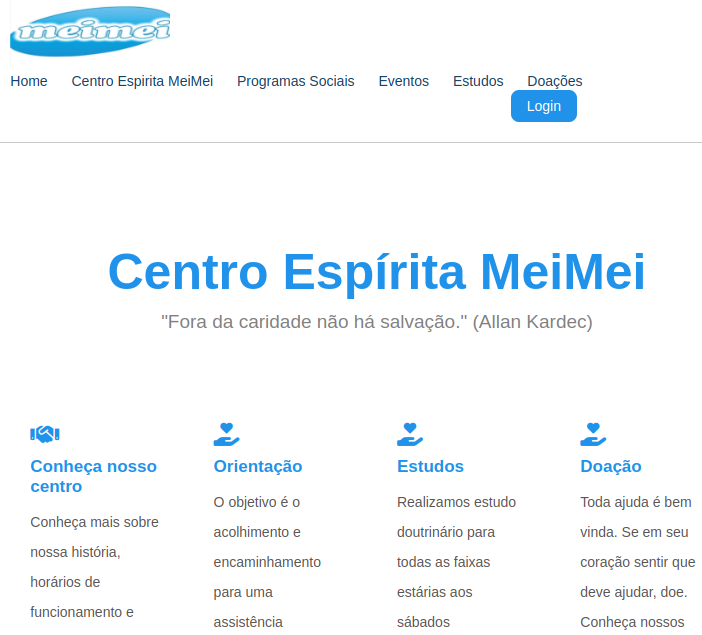 meimei
Home Centro Espirita MeiMei Programas Sociais Eventos Estudos Doações
Login
Centro Espírita MeiMei
"Fora da caridade não há salvação." (Allan Kardec)
Conheça nosso
centro
Conheça mais sobre
nossa história,
horários de
funcionamento e
Orientação
O objetivo é o
acolhimento e
encaminhamento
para uma
assistência
Estudos
Realizamos estudo
doutrinário para
todas as faixas
estárias aos
sábados
Doação
Toda ajuda é bem
vinda. Se em seu
coração sentir que
deve ajudar, doe.
Conheça nossos